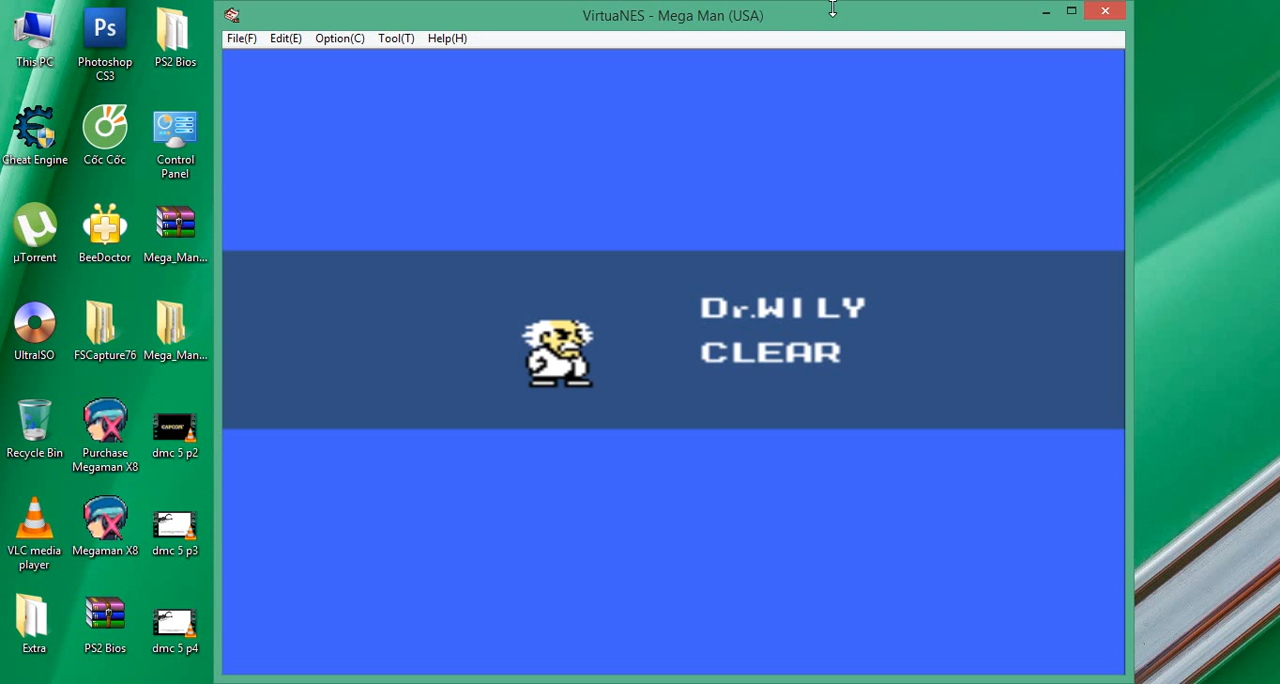 VirtuaNES - Mega Man (USA)
File(F) Edit(E) Option(C) Tool(T) Help(H)
Dr.WILY
CLEAR
This PC
Ps
Photoshop
CS3
PS2 Bios
Cheat Engine
Cốc Cốc
Control
Panel
µTorrent
BeeDoctor
Mega_Man...
UltraISO
FSCapture76
Mega_Man...
Recycle Bin
Purchase
Megaman X8
CAPCOM
dmc 5 p2
VLC media
player
Megaman X8
dmc 5 p3
Extra
PS2 Bios
dmc 5 p4